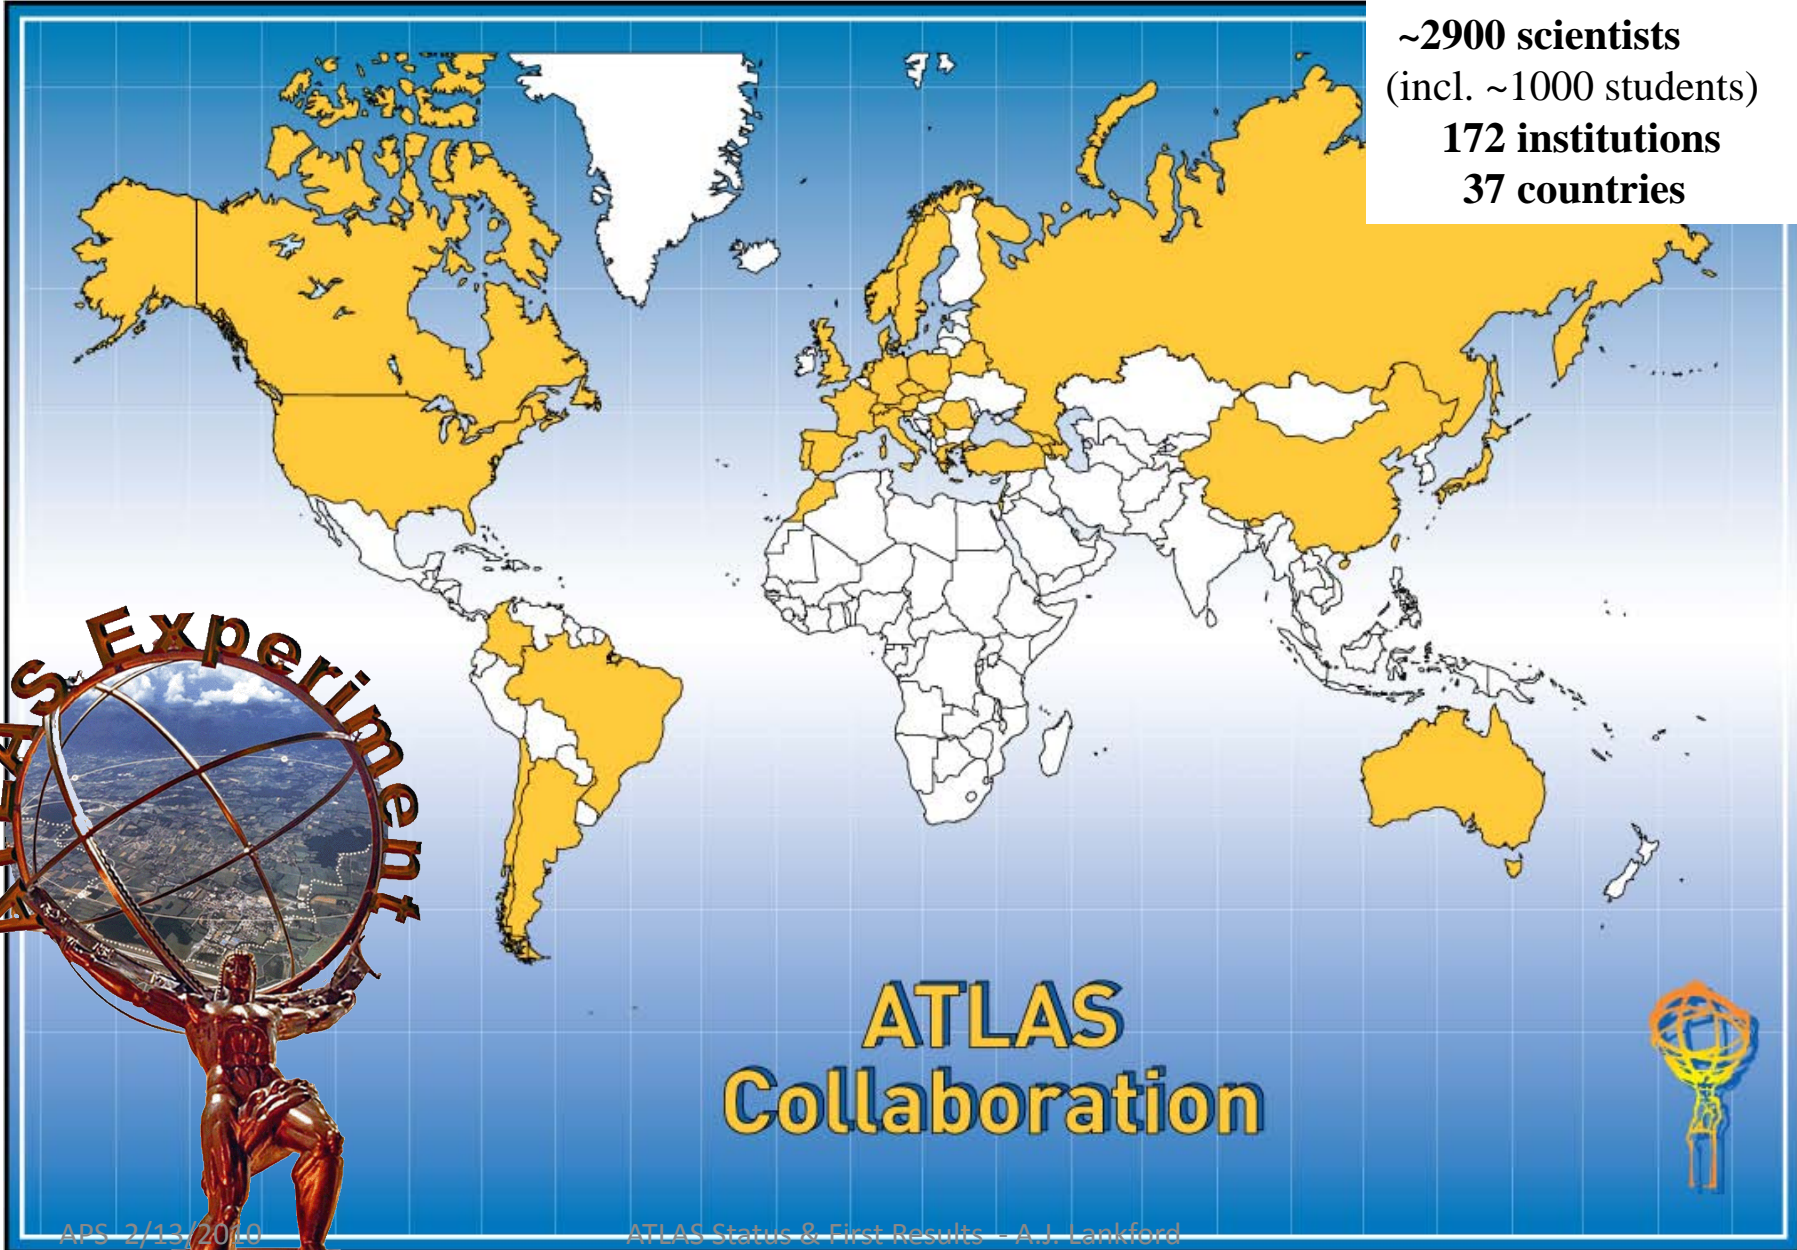 ~2900 scientists
(incl. ~1000 students)
172 institutions
37 countries
ATLAS Experiment
ATLAS
Collaboration
APS 2/13/2010
ATLAS Status & First Results - A.J. Lankford